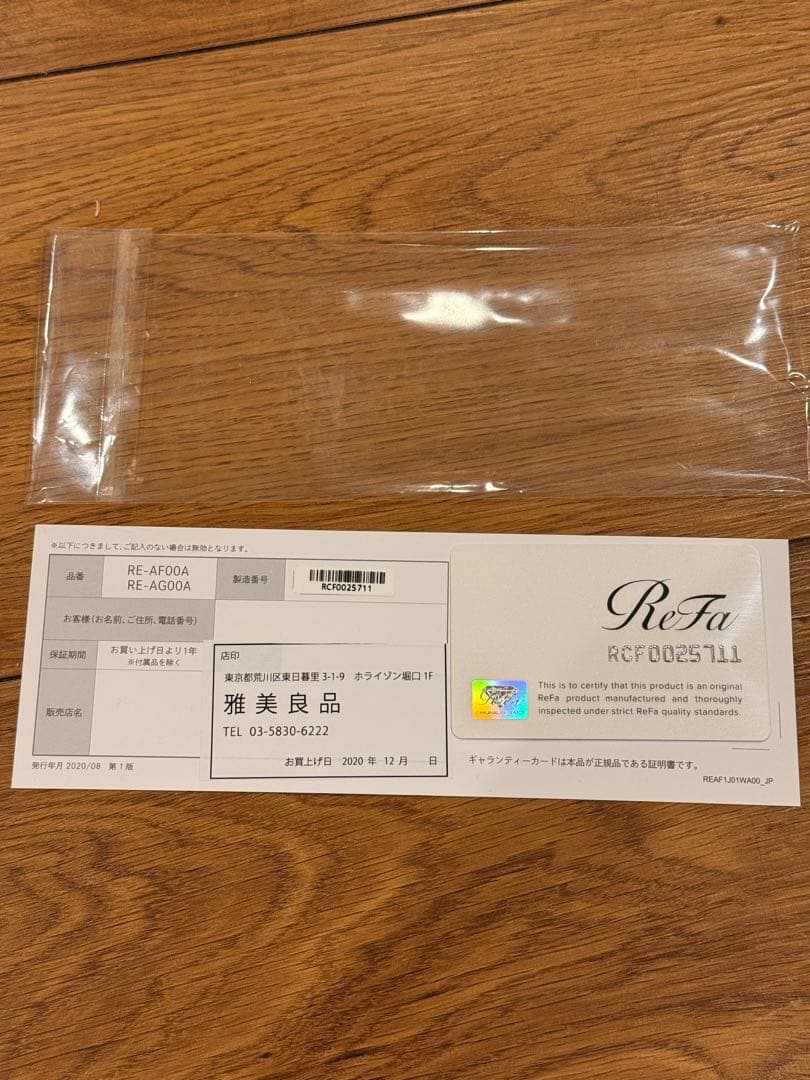 ※以下につきまして、ご記入のない場合は無効となります。
品番
RE-AF00A
RE-AG00A
製造番号
RCF0025711
お客様（お名前、ご住所、電話番号）
保証期間
お買い上げ日より1年
※付属品を除く
販売店名
店印
東京都荒川区東日暮里 3-1-9 ホライゾン堀口 1F
雅美良品
TEL 03-5830-6222
お買上げ日 2020 年 12 月 日
発行年月 2020/08 第1版
ReFa
RCF0025711
This is to certify that this product is an original
ReFa product manufactured and thoroughly
inspected under strict ReFa quality standards.
ギャランティーカードは本品が正規品である証明書です。
REAF1J01WA00_JP